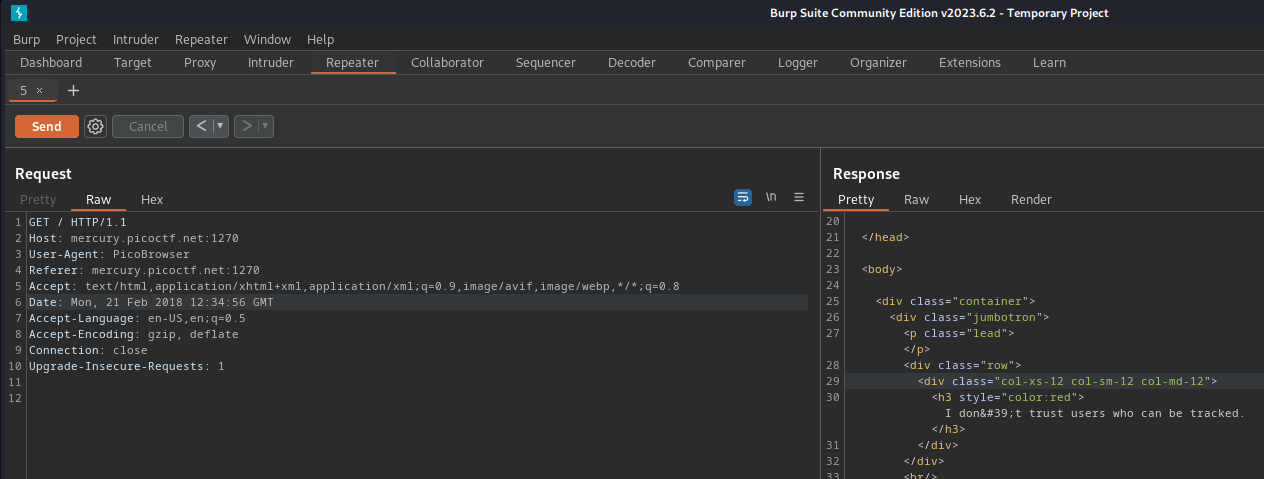 Burp Suite Community Edition v2023.6.2 - Temporary Project
Burp Project Intruder Repeater Window Help
Dashboard Target Proxy Intruder Repeater Collaborator Sequencer Decoder Comparer Logger Organizer Extensions Learn
5 × +
Send Cancel < >
Request
Pretty Raw Hex \n
1 GET / HTTP/1.1
2 Host: mercury.picoctf.net:1270
3 User-Agent: PicoBrowser
4 Referer: mercury.picoctf.net:1270
5 Accept: text/html,application/xhtml+xml,application/xml;q=0.9,image/avif,image/webp,*/*;q=0.8
6 Date: Mon, 21 Feb 2018 12:34:56 GMT
7 Accept-Language: en-US,en;q=0.5
8 Accept-Encoding: gzip, deflate
9 Connection: close
10 Upgrade-Insecure-Requests: 1
11
12
Response
Pretty Raw Hex Render
20
21 </head>
22
23 <body>
24
25 <div class="container">
26 <div class="jumbotron">
27 <p class="lead">
</p>
28 <div class="row">
29 <div class="col-xs-12 col-sm-12 col-md-12">
30 <h3 style="color:red">
I don&#39;t trust users who can be tracked.
</h3>
31 </div>
32 </div>
33 <br/>